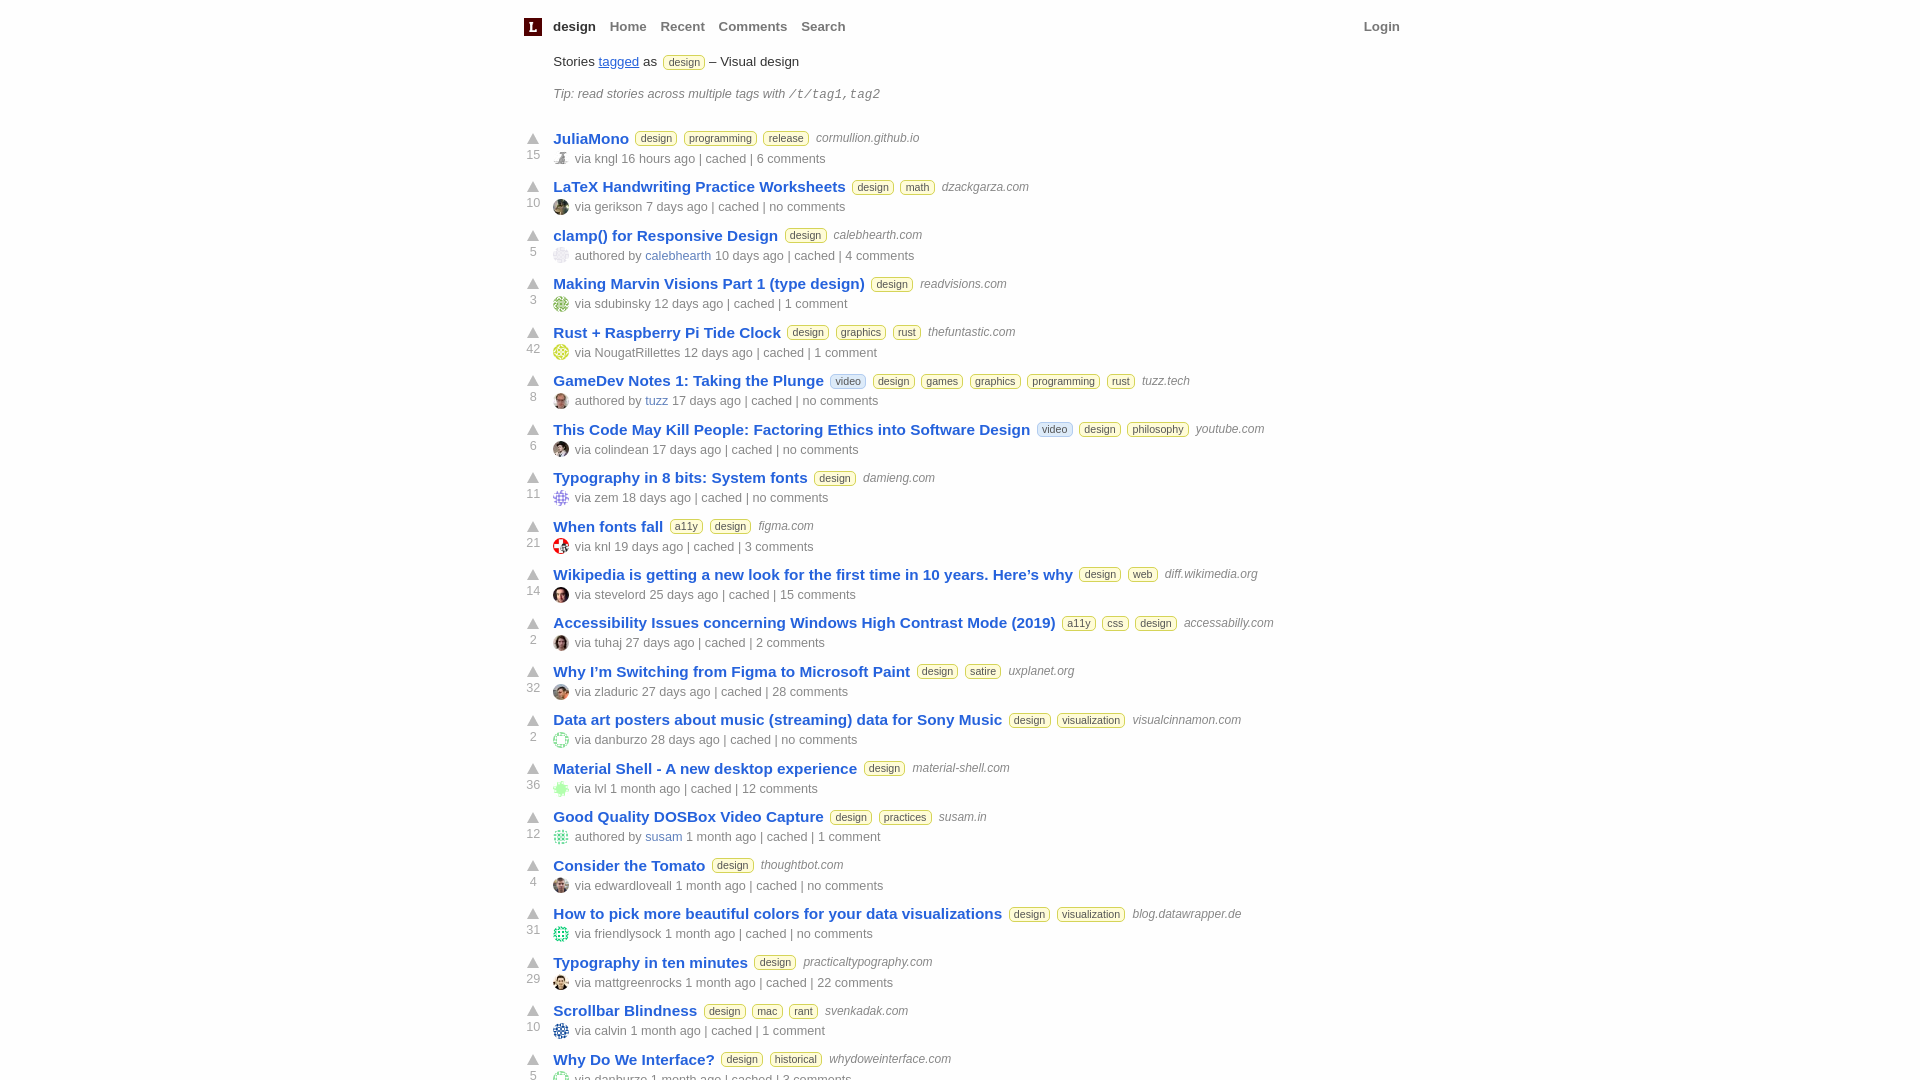 L design Home Recent Comments Search Login
Stories tagged as design – Visual design
Tip: read stories across multiple tags with /t/tag1,tag2
JuliaMono design programming release cormullion.github.io
15 via kngl 16 hours ago | cached | 6 comments
LaTeX Handwriting Practice Worksheets design math dzackgarza.com
10 via gerikson 7 days ago | cached | no comments
clamp() for Responsive Design design calebhearth.com
5 authored by calebhearth 10 days ago | cached | 4 comments
Making Marvin Visions Part 1 (type design) design readvisions.com
3 via sdubinsky 12 days ago | cached | 1 comment
Rust + Raspberry Pi Tide Clock design graphics rust thefuntastic.com
42 via NougatRillettes 12 days ago | cached | 1 comment
GameDev Notes 1: Taking the Plunge video design games graphics programming rust tuzz.tech
8 authored by tuzz 17 days ago | cached | no comments
This Code May Kill People: Factoring Ethics into Software Design video design philosophy youtube.com
6 via colindean 17 days ago | cached | no comments
Typography in 8 bits: System fonts design damieng.com
11 via zem 18 days ago | cached | no comments
When fonts fall a11y design figma.com
21 via knl 19 days ago | cached | 3 comments
Wikipedia is getting a new look for the first time in 10 years. Here’s why design web diff.wikimedia.org
14 via stevelord 25 days ago | cached | 15 comments
Accessibility Issues concerning Windows High Contrast Mode (2019) a11y css design accessabilly.com
2 via tuhaj 27 days ago | cached | 2 comments
Why I’m Switching from Figma to Microsoft Paint design satire uxplanet.org
32 via zladuric 27 days ago | cached | 28 comments
Data art posters about music (streaming) data for Sony Music design visualization visualcinnamon.com
2 via danburzo 28 days ago | cached | no comments
Material Shell - A new desktop experience design material-shell.com
36 via lvl 1 month ago | cached | 12 comments
Good Quality DOSBox Video Capture design practices susam.in
12 authored by susam 1 month ago | cached | 1 comment
Consider the Tomato design thoughtbot.com
4 via edwardloveall 1 month ago | cached | no comments
How to pick more beautiful colors for your data visualizations design visualization blog.datawrapper.de
31 via friendlysock 1 month ago | cached | no comments
Typography in ten minutes design practicaltypography.com
29 via mattgreenrocks 1 month ago | cached | 22 comments
Scrollbar Blindness design mac rant svenkadak.com
10 via calvin 1 month ago | cached | 1 comment
Why Do We Interface? design historical whydoweinterface.com
5 via danburzo 1 month ago | cached | 3 comments